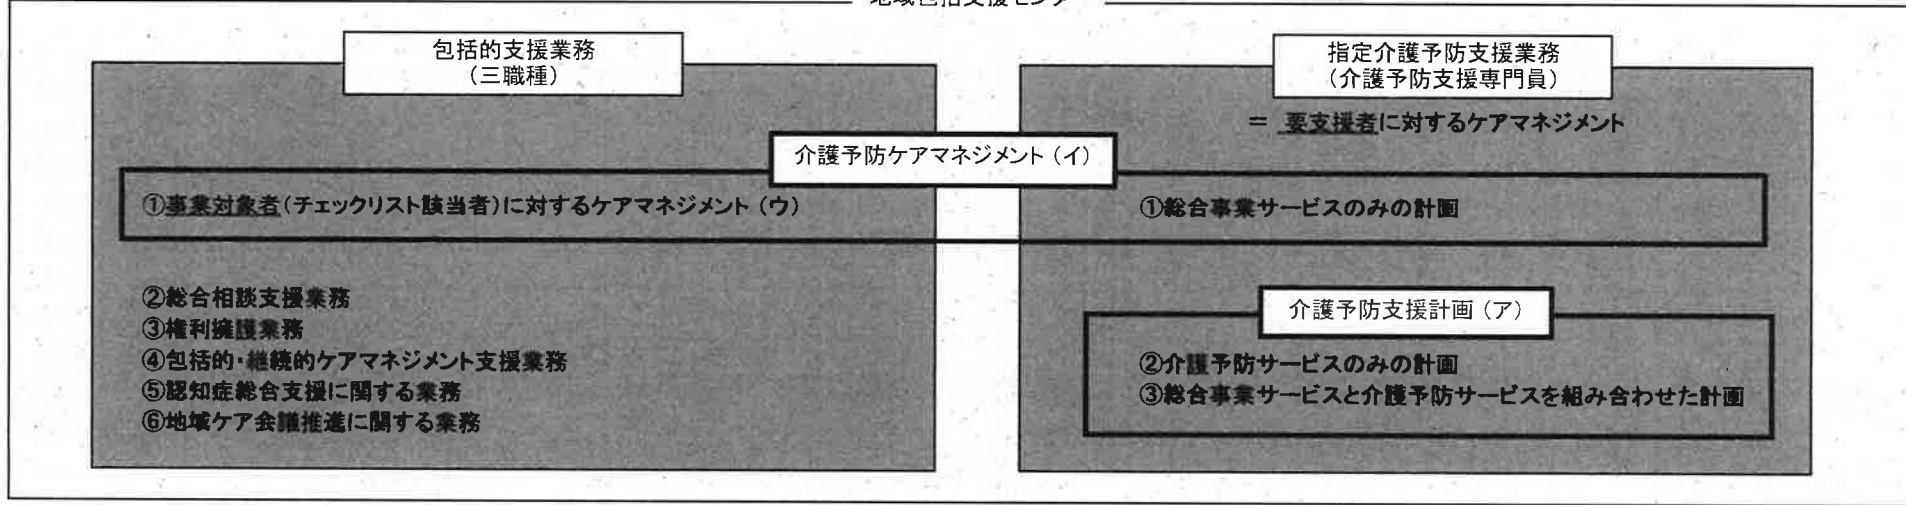 地域包括支援センター
包括的支援業務
（三職種）
指定介護予防支援業務
（介護予防支援専門員）
＝ 要支援者に対するケアマネジメント
介護予防ケアマネジメント（イ）
①事業対象者（チェックリスト該当者）に対するケアマネジメント（ウ）
①総合事業サービスのみの計画
②総合相談支援業務
③権利擁護業務
④包括的・継続的ケアマネジメント支援業務
⑤認知症総合支援に関する業務
⑥地域ケア会議推進に関する業務
介護予防支援計画（ア）
②介護予防サービスのみの計画
③総合事業サービスと介護予防サービスを組み合わせた計画